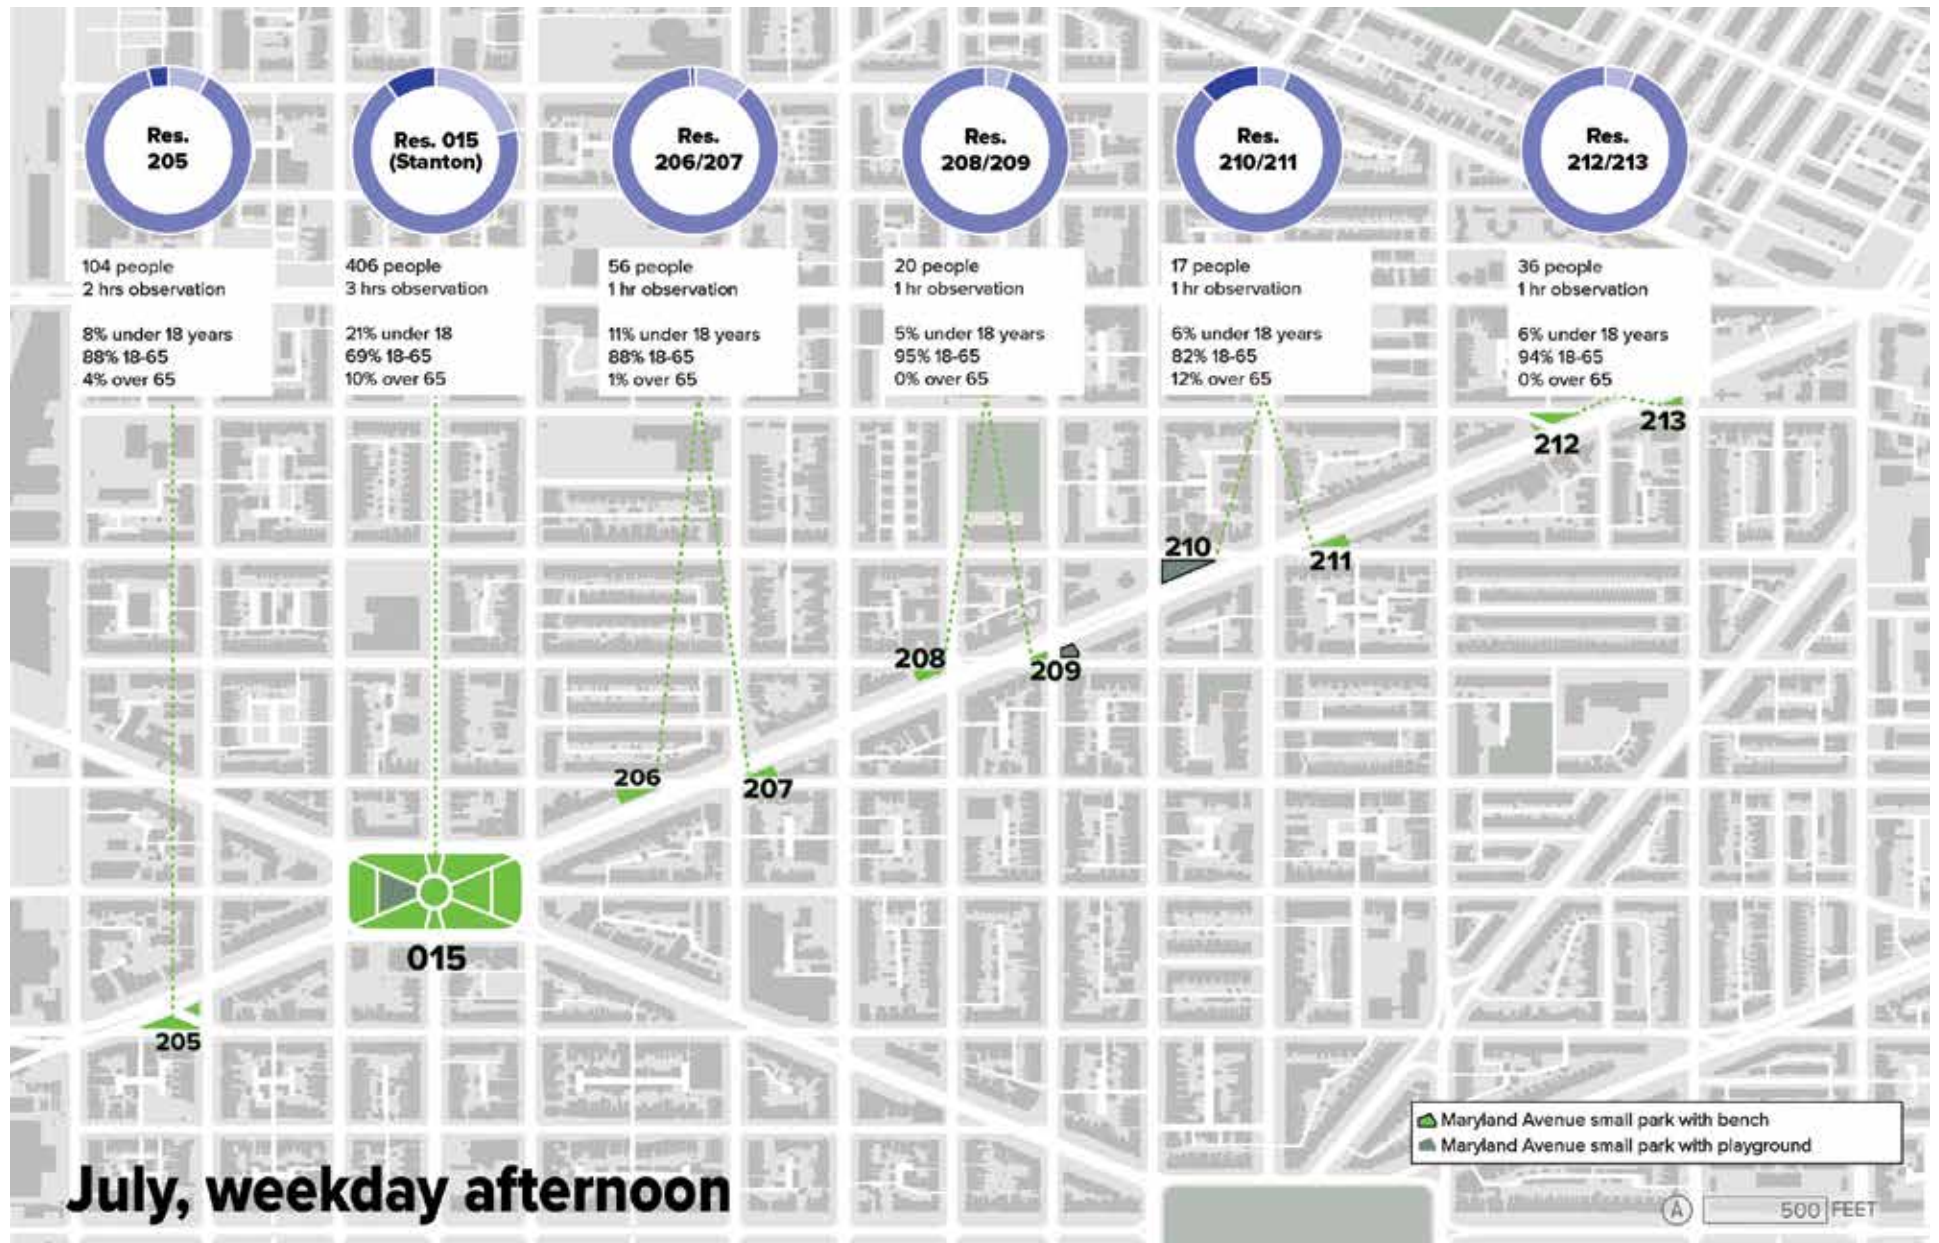 Res.
205
Res. 015
(Stanton)
Res.
206/207
Res.
208/209
Res.
210/211
Res.
212/213
104 people
2 hrs observation
8% under 18 years
88% 18-65
4% over 65
406 people
3 hrs observation
21% under 18
69% 18-65
10% over 65
56 people
1 hr observation
11% under 18 years
88% 18-65
1% over 65
20 people
1 hr observation
5% under 18 years
95% 18-65
0% over 65
17 people
1 hr observation
6% under 18 years
82% 18-65
12% over 65
36 people
1 hr observation
6% under 18 years
94% 18-65
0% over 65
213
212
210
211
208
209
206
207
015
205
Maryland Avenue small park with bench
Maryland Avenue small park with playground
July, weekday afternoon
A
500 FEET